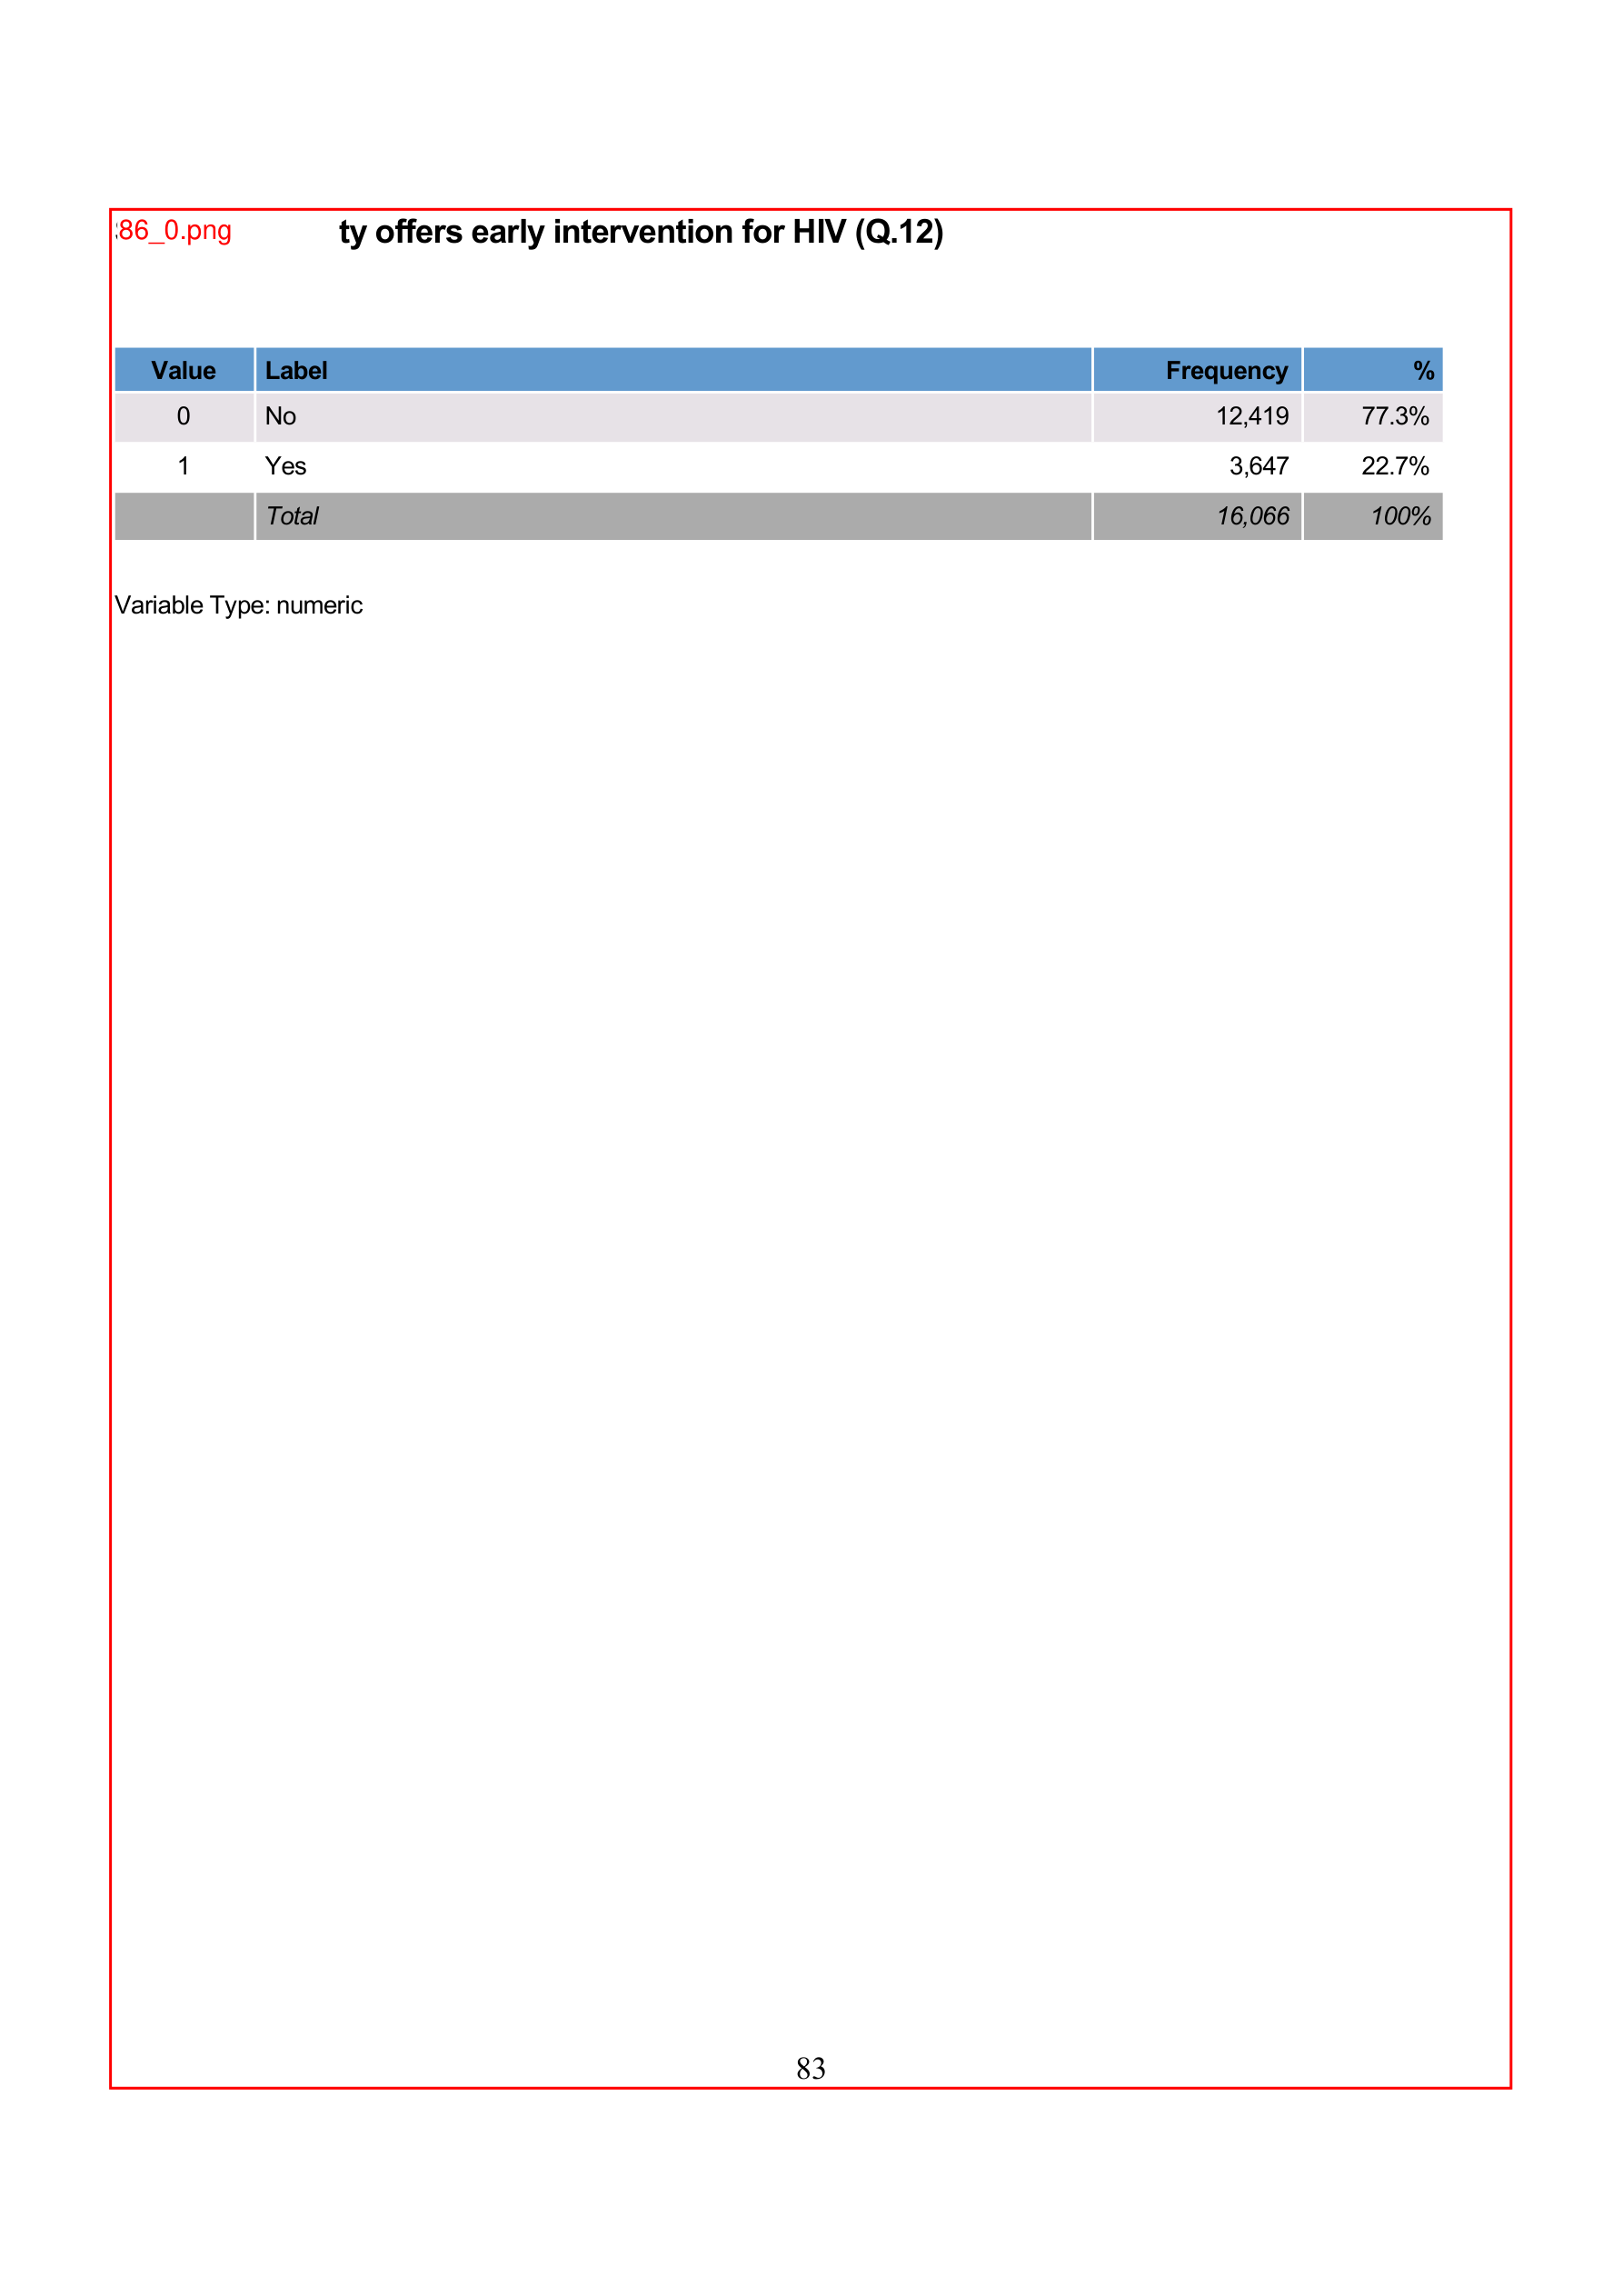 86_0.png ty offers early intervention for HIV (Q.12)
Value Label Frequency %
0 No 12,419 77.3%
1 Yes 3,647 22.7%
Total 16,066 100%
Variable Type: numeric
83